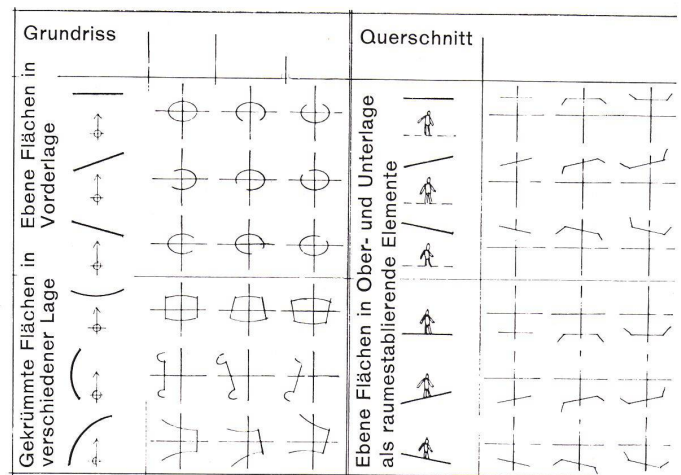 Grundriss
Ebene Flächen in
Vorderlage
Gekrümmte Flächen in
verschiedener Lage
Querschnitt
Ebene Flächen in Ober- und Unterlage
als raumestablierende Elemente